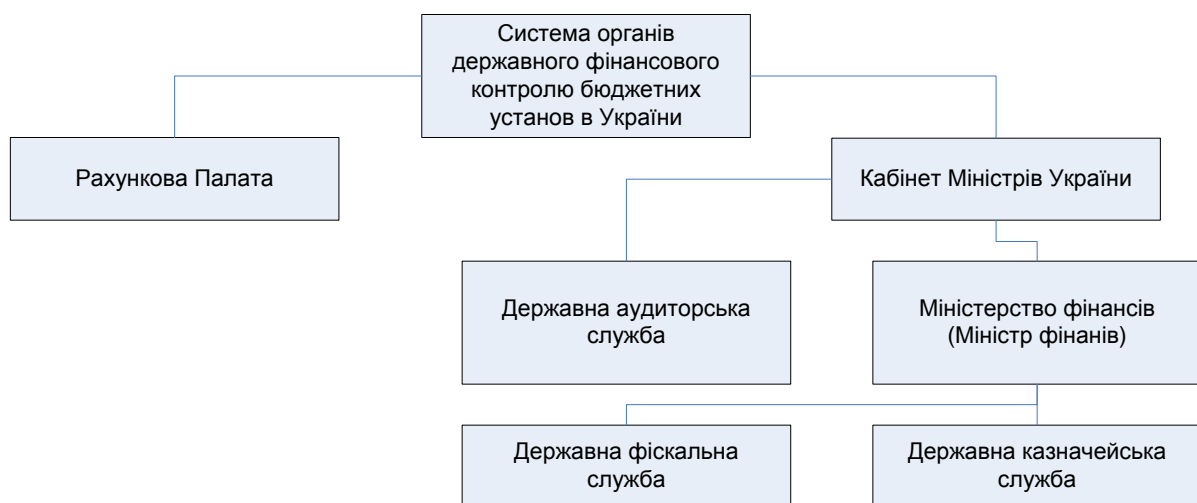 Система органів
державного фінансового
контролю бюджетних
установ в Україні
Рахункова Палата
Кабінет Міністрів України
Державна аудиторська
служба
Міністерство фінансів
(Міністр фінанів)
Державна фіскальна
служба
Державна казначейська
служба